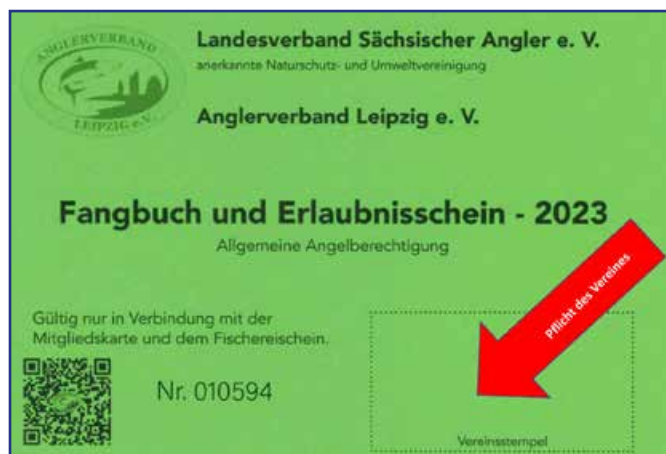 ANGLERVERBAND
LEIPZIG e.V.
Landesverband Sächsischer Angler e. V.
anerkannte Naturschutz- und Umweltvereinigung
Anglerverband Leipzig e. V.
Fangbuch und Erlaubnisschein - 2023
Allgemeine Angelberechtigung
Pflicht des Vereines
Gültig nur in Verbindung mit der
Mitgliedskarte und dem Fischereischein.
Nr. 010594
Vereinsstempel